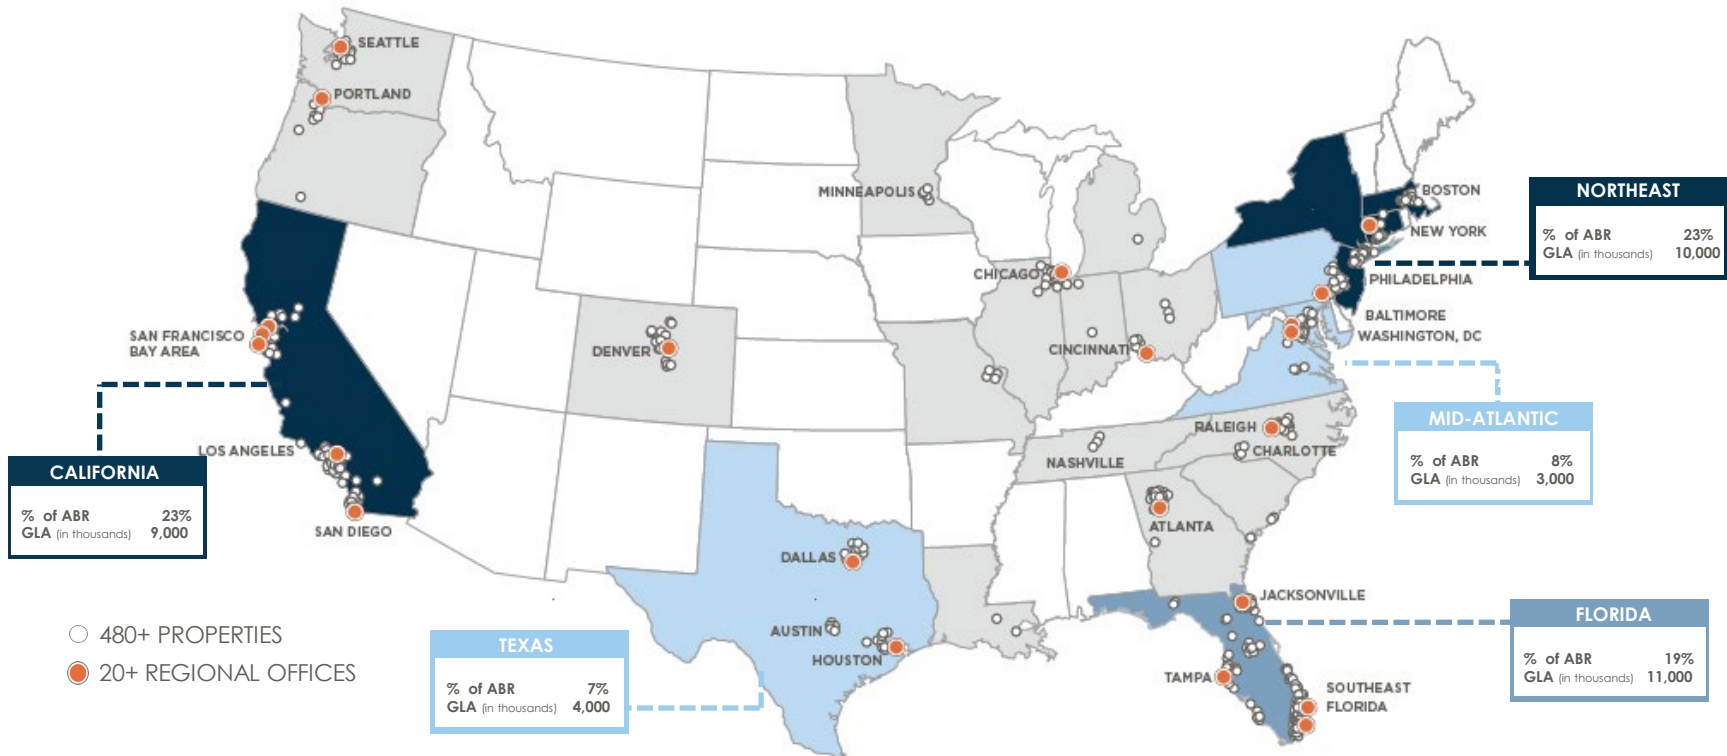 SEATTLE
PORTLAND
MINNEAPOLIS
BOSTON
NEW YORK
CHICAGO
PHILADELPHIA
BALTIMORE
WASHINGTON, DC
SAN FRANCISCO
BAY AREA
DENVER
CINCINNATI
LOS ANGELES
RALEIGH
CHARLOTTE
NASHVILLE
SAN DIEGO
ATLANTA
DALLAS
JACKSONVILLE
AUSTIN
HOUSTON
TAMPA
SOUTHEAST
FLORIDA
NORTHEAST
% of ABR 23%
GLA (in thousands) 10,000
MID-ATLANTIC
% of ABR 8%
GLA (in thousands) 3,000
CALIFORNIA
% of ABR 23%
GLA (in thousands) 9,000
TEXAS
% of ABR 7%
GLA (in thousands) 4,000
FLORIDA
% of ABR 19%
GLA (in thousands) 11,000
480+ PROPERTIES
20+ REGIONAL OFFICES